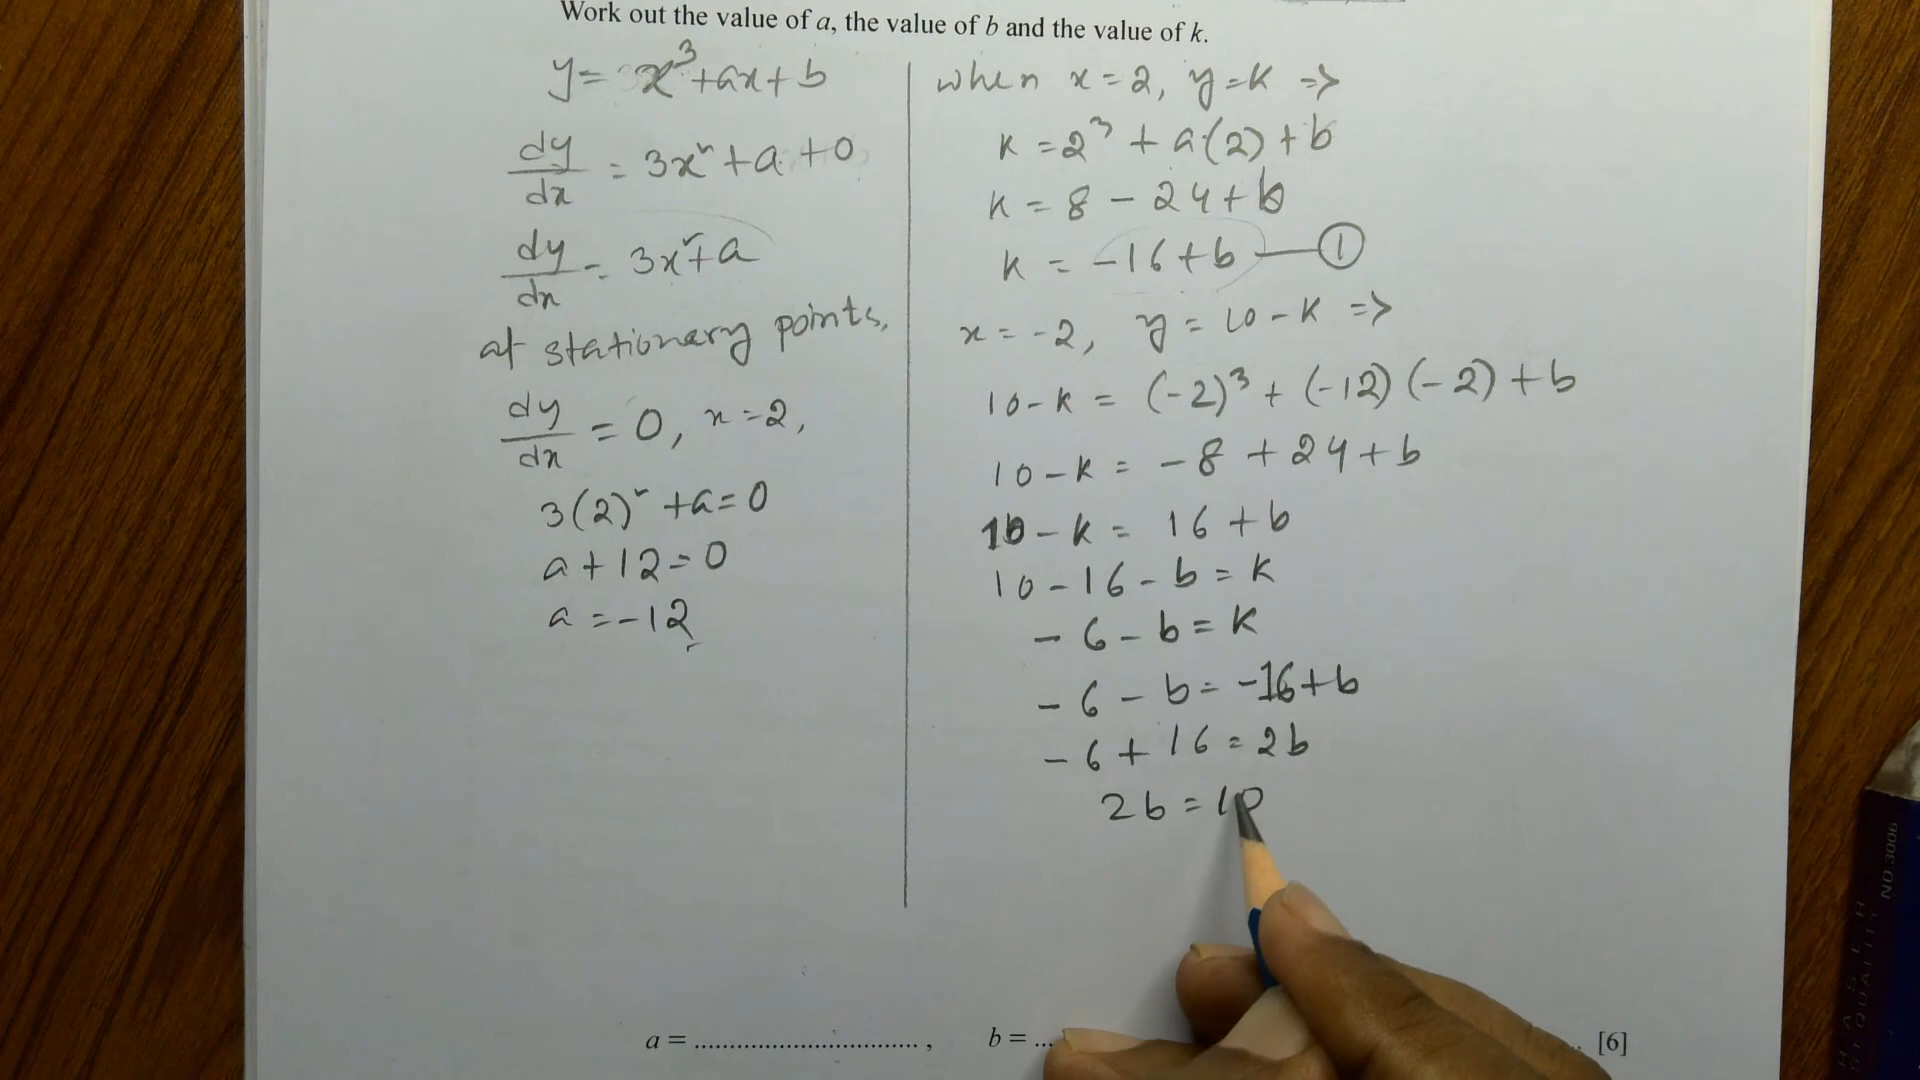 Work out the value of a, the value of b and the value of k.
y = x³ + ax + b
dy/dx = 3x² + a + 0
dy/dx = 3x² + a
at stationary points,
dy/dx = 0, x = 2,
3(2)² + a = 0
a + 12 = 0
a = -12
when x = 2, y = k =>
k = 2³ + a(2) + b
k = 8 - 24 + b
k = -16 + b — ①
x = -2, y = 10 - k =>
10 - k = (-2)³ + (-12)(-2) + b
10 - k = -8 + 24 + b
10 - k = 16 + b
10 - 16 - b = k
-6 - b = k
-6 - b = -16 + b
-6 + 16 = 2b
2b = 10
a = ................................ , b = ... .. [6]
QUALITY NO.3006